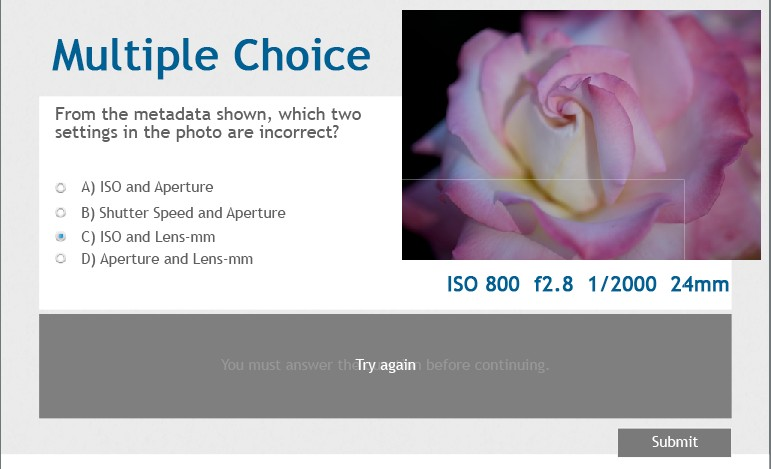 Multiple Choice
From the metadata shown, which two
settings in the photo are incorrect?
A) ISO and Aperture
B) Shutter Speed and Aperture
C) ISO and Lens-mm
D) Aperture and Lens-mm
ISO 800 f2.8 1/2000 24mm
You must answer the question before continuing.
Try again
Submit